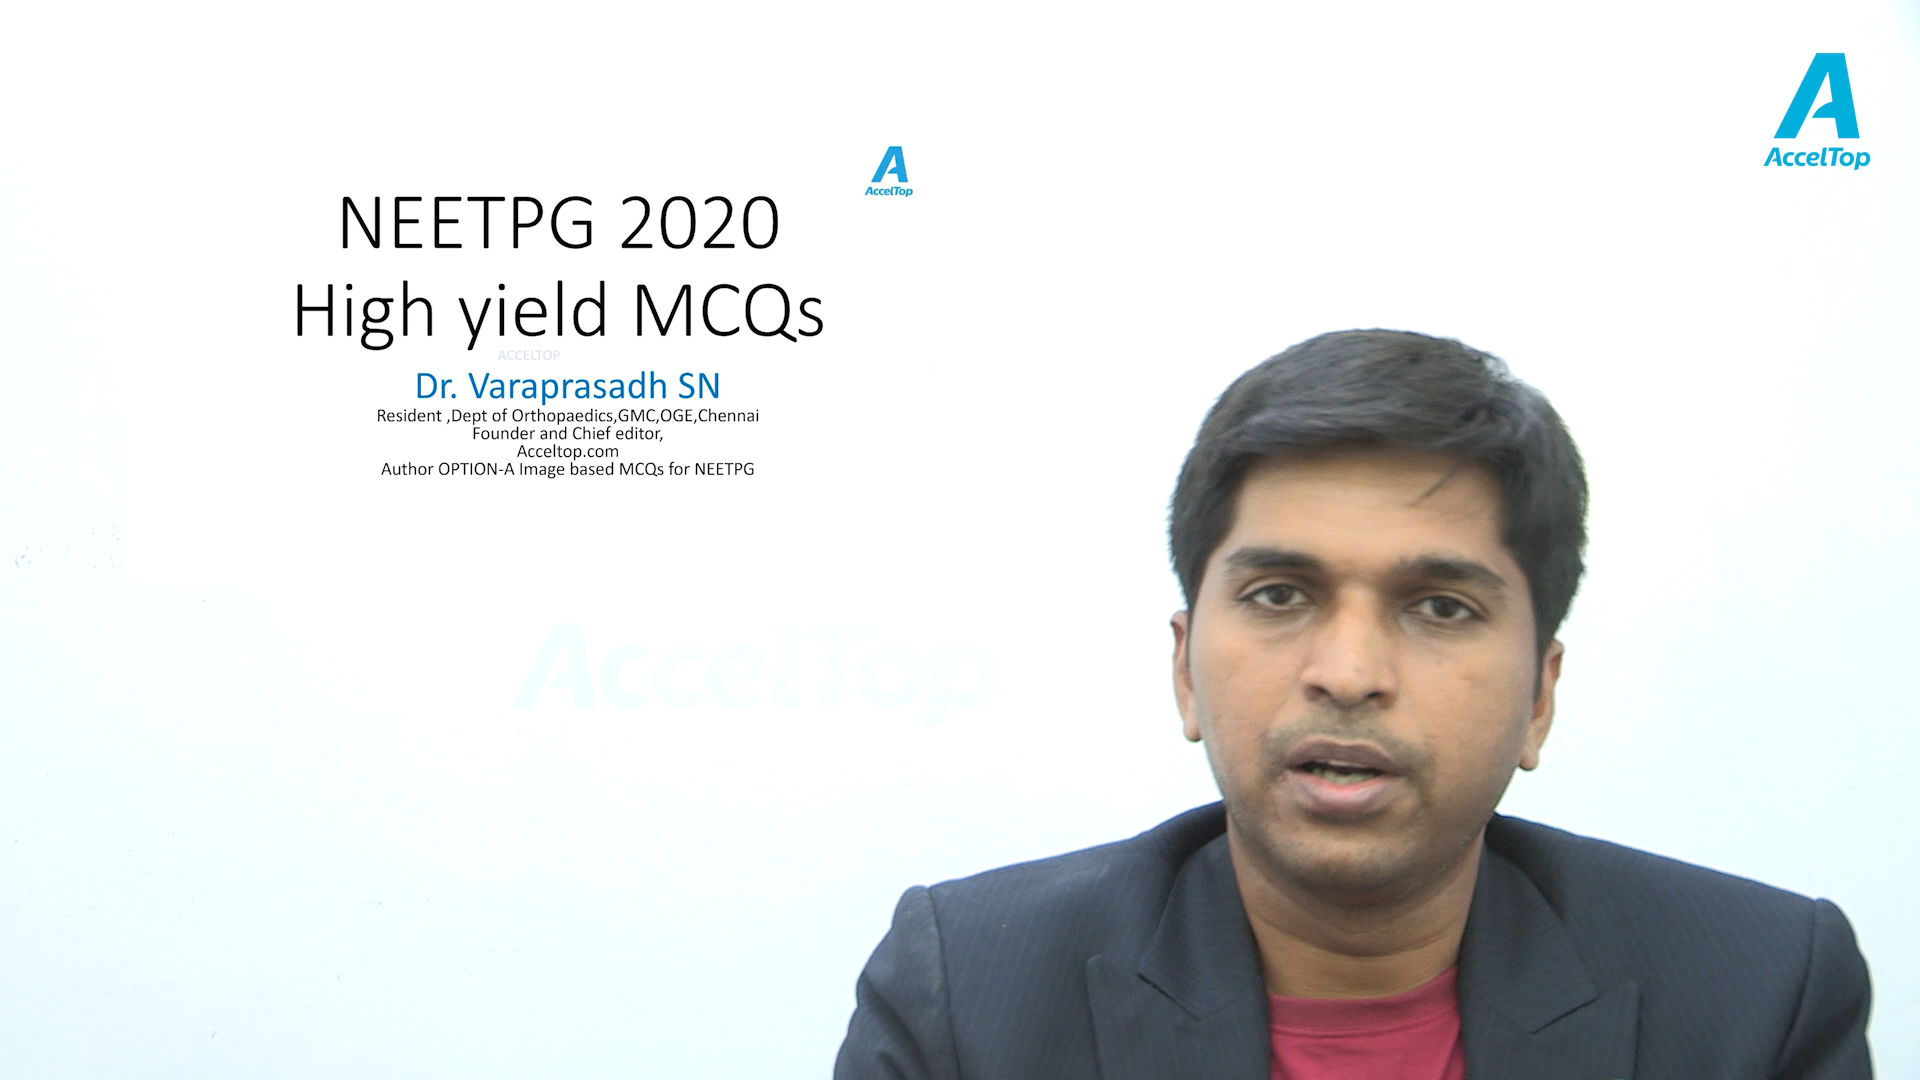 AccelTop
AccelTop
NEETPG 2020
High yield MCQs
ACCELTOP
Dr. Varaprasadh SN
Resident ,Dept of Orthopaedics,GMC,OGE,Chennai
Founder and Chief editor,
Acceltop.com
Author OPTION-A Image based MCQs for NEETPG
AccelTop